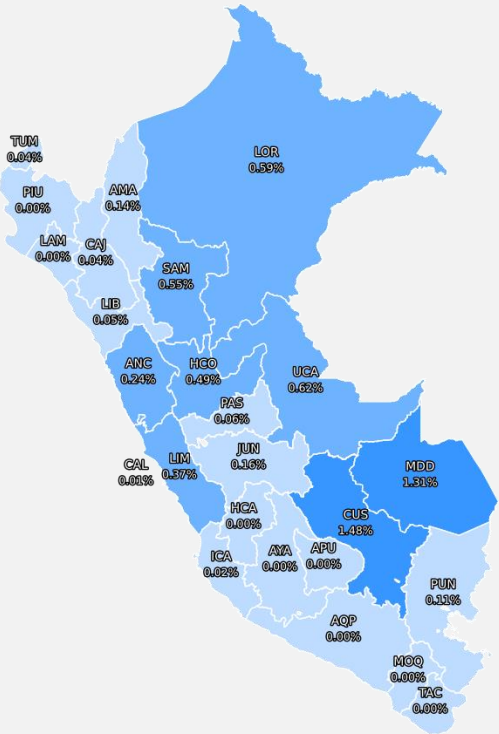 TUM
0.04%
LOR
0.59%
PIU
0.00%
AMA
0.14%
LAM
0.00%
CAJ
0.04%
SAM
0.55%
LIB
0.05%
ANC
0.24%
HCO
0.49%
UCA
0.62%
PAS
0.06%
JUN
0.16%
LIM
0.37%
CAL
0.01%
MDD
1.31%
HCA
0.00%
CUS
1.48%
ICA
0.02%
AYA
0.00%
APU
0.00%
PUN
0.11%
AQP
0.00%
MOQ
0.00%
TAC
0.00%